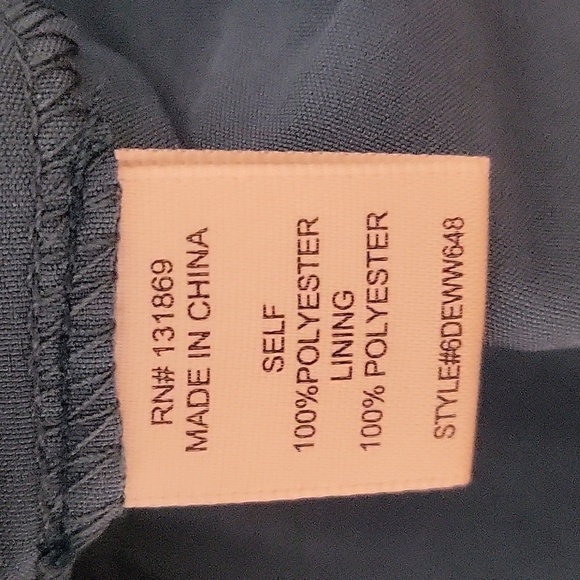 RN# 131869
MADE IN CHINA
SELF
100%POLYESTER
LINING
100% POLYESTER
STYLE#6DEWW648